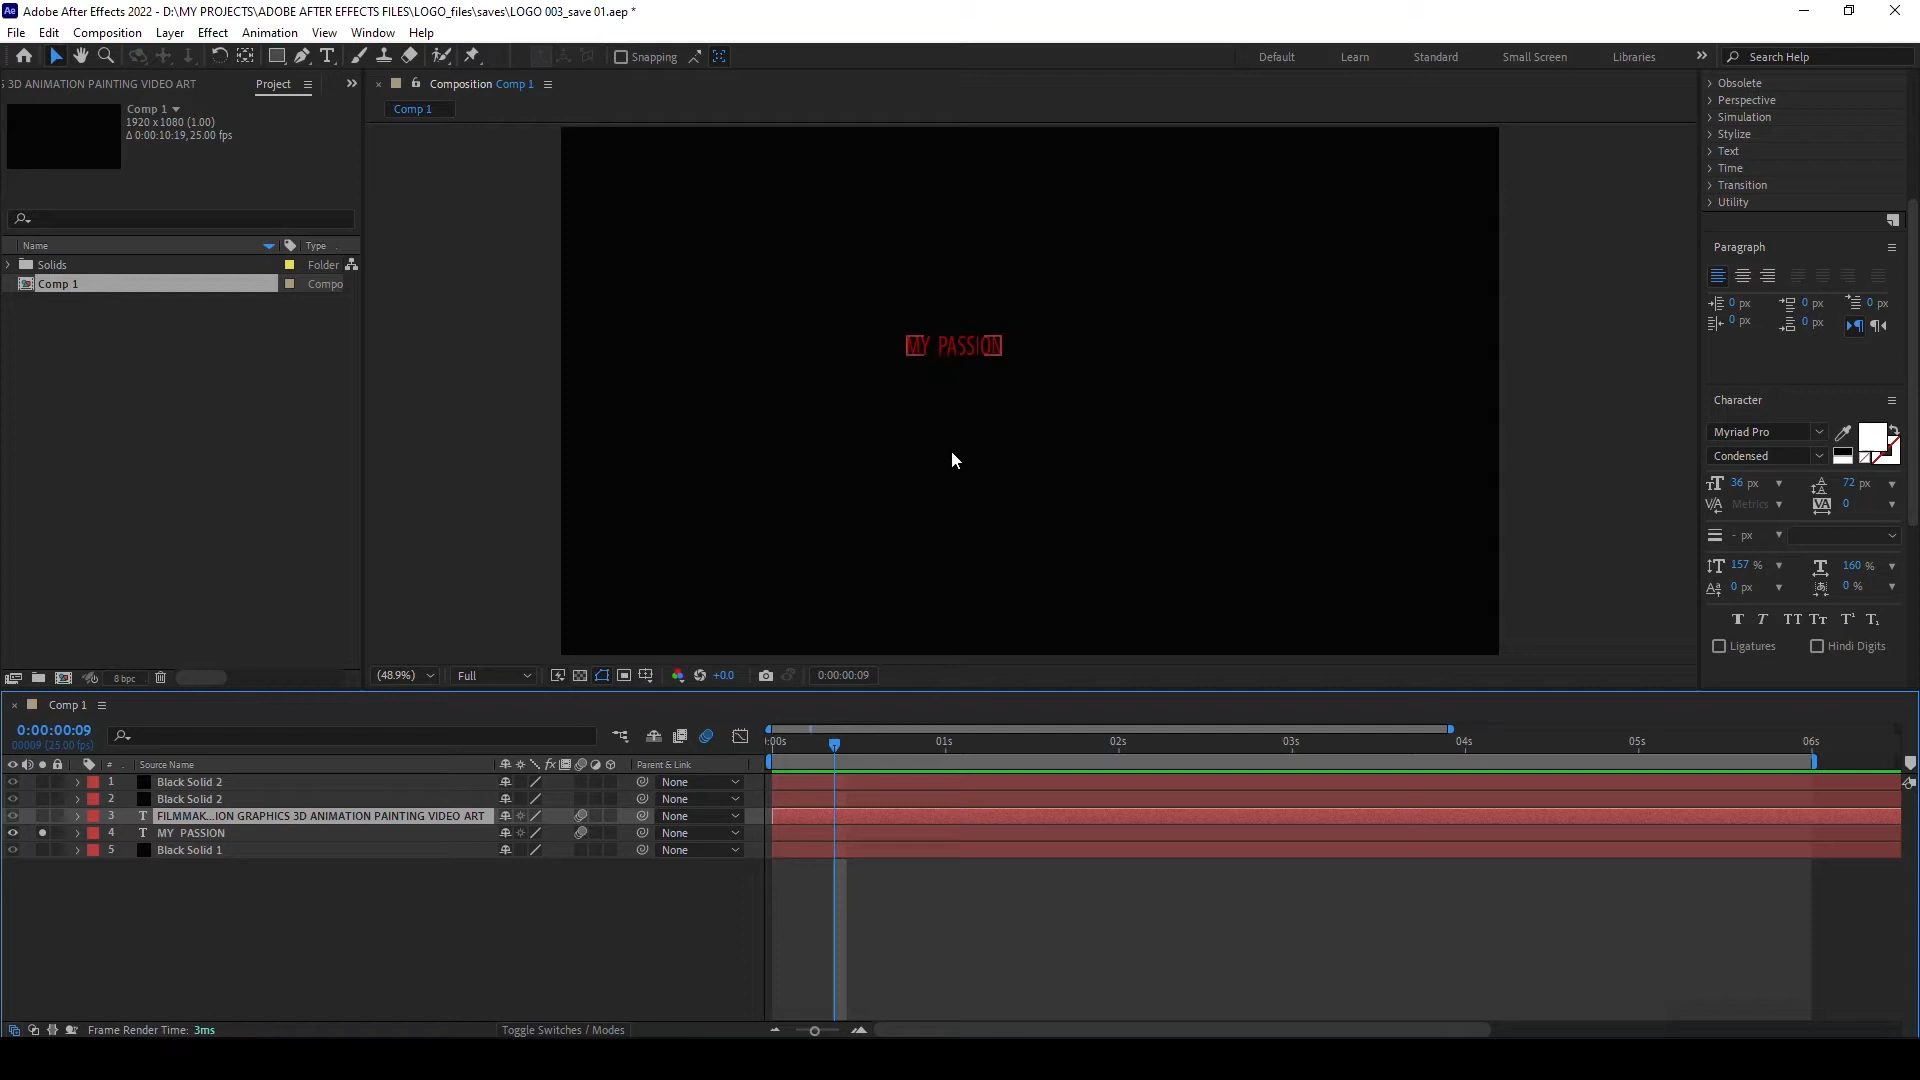 Ae Adobe After Effects 2022 - D:\MY PROJECTS\ADOBE AFTER EFFECTS FILES\LOGO_files\saves\LOGO 003_save 01.aep *
File Edit Composition Layer Effect Animation View Window Help
Snapping Default Learn Standard Small Screen Libraries Search Help
3D ANIMATION PAINTING VIDEO ART Project
Composition Comp 1
Comp 1
Comp 1
1920 x 1080 (1.00)
Δ 0:00:10:19, 25.00 fps
Name Type
Solids Folder
Comp 1 Compo
8 bpc
MY PASSION
(48.9%) Full +0.0 0:00:00:09
Obsolete
Perspective
Simulation
Stylize
Text
Time
Transition
Utility
Paragraph
0 px 0 px 0 px
0 px 0 px
Character
Myriad Pro
Condensed
36 px 72 px
Metrics 0
- px
157 % 160 %
0 px 0 %
T T TT Tt T¹ T₁
Ligatures Hindi Digits
Comp 1
0:00:00:09
00009 (25.00 fps)
:00s 01s 02s 03s 04s 05s 06s
# Source Name Parent & Link
1 Black Solid 2 None
2 Black Solid 2 None
3 T FILMMAK...ION GRAPHICS 3D ANIMATION PAINTING VIDEO ART None
4 T MY PASSION None
5 Black Solid 1 None
Frame Render Time: 3ms Toggle Switches / Modes